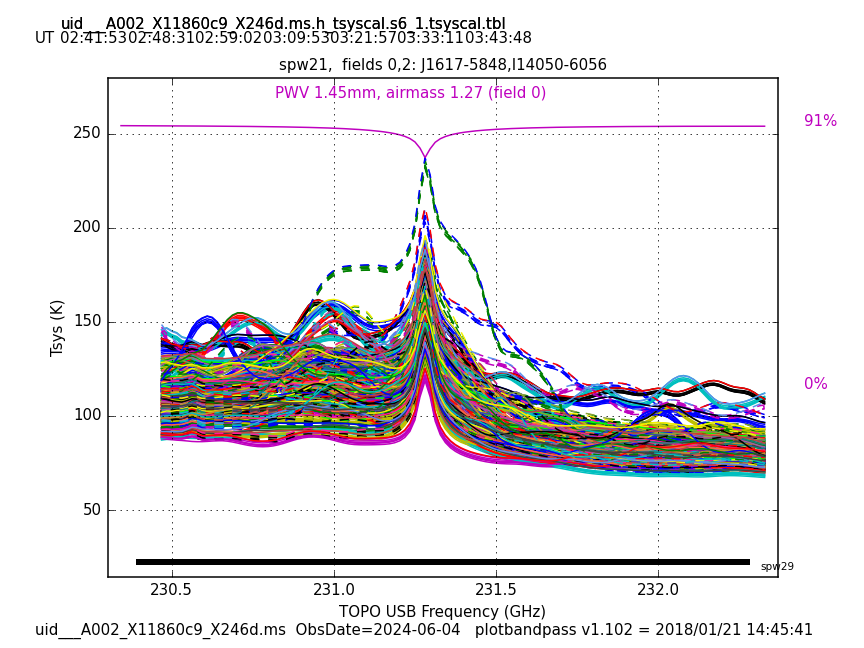 uid___A002_X11860c9_X246d.ms.h_tsyscal.s6_1.tsyscal.tbl
UT 02:41:5302:48:3102:59:0203:09:5303:21:5703:33:1103:43:48
spw21,  fields 0,2: J1617-5848,I14050-6056
PWV 1.45mm, airmass 1.27 (field 0)
91%
250
200
150
100
50
0%
Tsys (K)
spw29
230.5 231.0 231.5 232.0
TOPO USB Frequency (GHz)
uid___A002_X11860c9_X246d.ms  ObsDate=2024-06-04   plotbandpass v1.102 = 2018/01/21 14:45:41